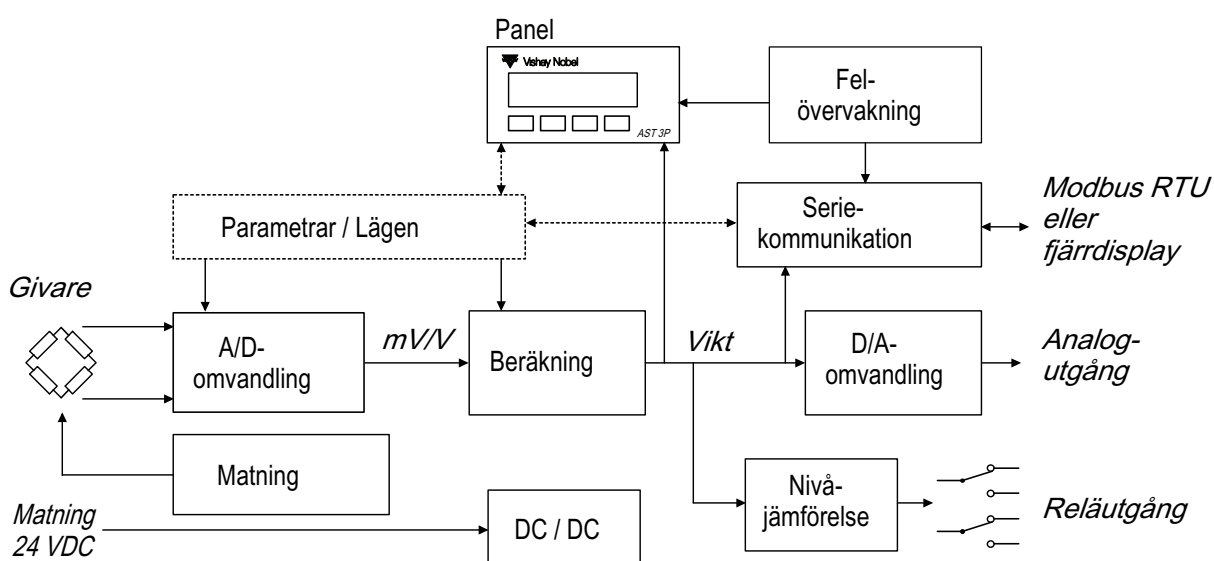 Panel
Vishay Nobel
AST 3P
Fel-
övervakning
Parametrar / Lägen
Serie-
kommunikation
Modbus RTU
eller
fjärrdisplay
Givare
A/D-
omvandling
mV/V
Beräkning
Vikt
D/A-
omvandling
Analog-
utgång
Matning
Nivå-
jämförelse
Reläutgång
Matning
24 VDC
DC / DC